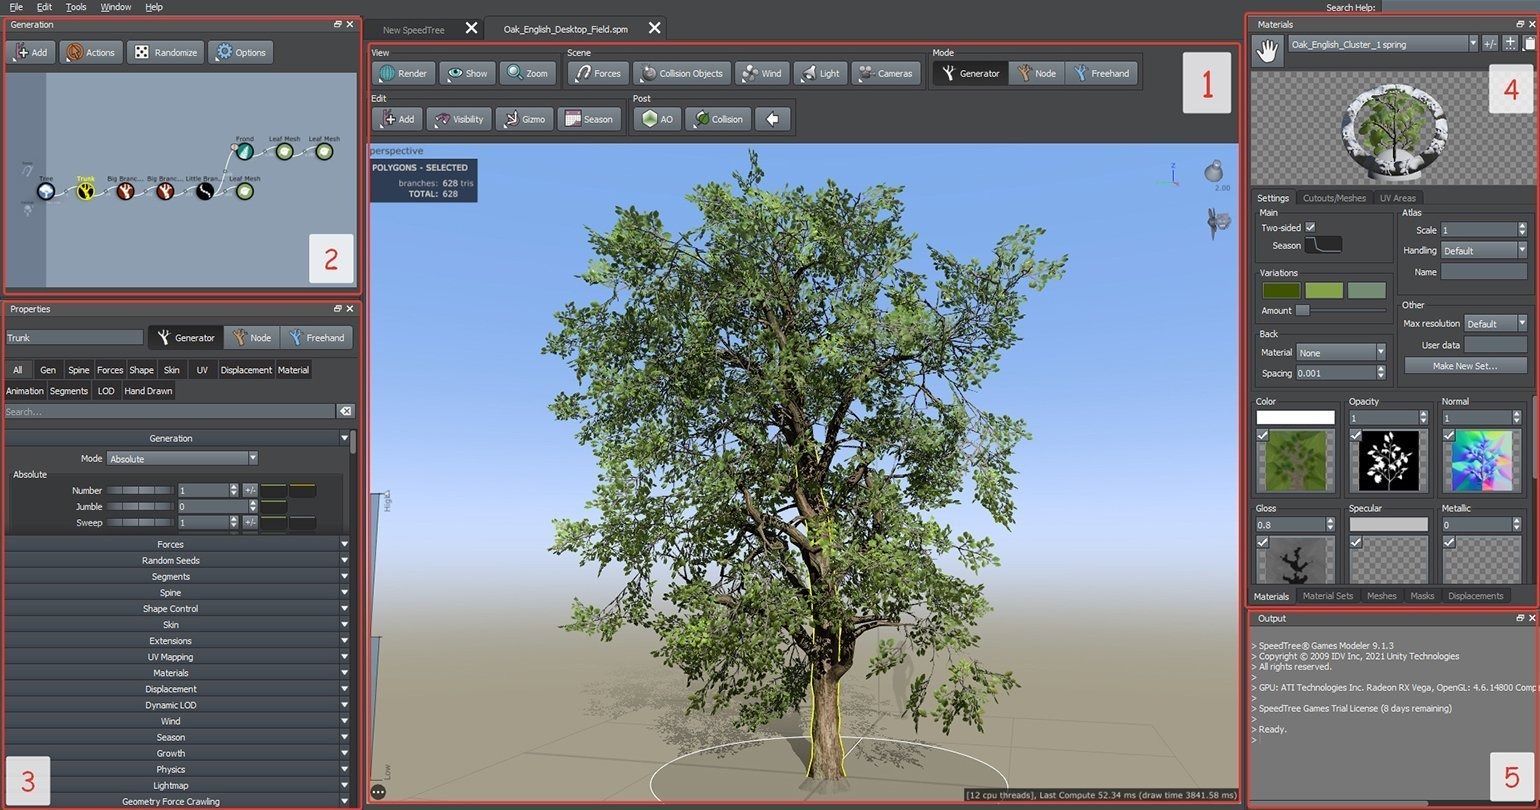 File Edit Tools Window Help
Search Help:
Generation
Add Actions Randomize Options
Tree Trunk Big Branc... Big Branc... Little Bran... Leaf Mesh
Frond Leaf Mesh Leaf Mesh
2
Properties
Trunk Generator Node Freehand
All Gen Spine Forces Shape Skin UV Displacement Material
Animation Segments LOD Hand Drawn
Search...
Generation
Mode Absolute
Absolute
Number 1 +/-
Jumble 0
Sweep 1 +/-
Forces
Random Seeds
Segments
Spine
Shape Control
Skin
Extensions
UV Mapping
Materials
Displacement
Dynamic LOD
Wind
Season
Growth
Physics
Lightmap
Geometry Force Crawling
3
New SpeedTree Oak_English_Desktop_Field.spm
View Scene Mode
Render Show Zoom Forces Collision Objects Wind Light Cameras Generator Node Freehand
Edit Post
Add Visibility Gizmo Season AO Collision
1
perspective
POLYGONS - SELECTED
branches: 628 tris
TOTAL: 628
Z
2.00
High
Low
[12 cpu threads], Last Compute 52.34 ms (draw time 3841.58 ms)
Materials
Oak_English_Cluster_1 spring +/-
4
Settings Cutouts/Meshes UV Areas
Main
Two-sided
Season
Variations
Amount
Back
Material None
Spacing 0.001
Atlas
Scale 1
Handling Default
Name
Other
Max resolution Default
User data
Make New Set...
Color Opacity Normal
1 1
Gloss Specular Metallic
0.8 0
Materials Material Sets Meshes Masks Displacements
Output
> SpeedTree® Games Modeler 9.1.3
> Copyright © 2009 IDV Inc, 2021 Unity Technologies
> All rights reserved.
>
> GPU: ATI Technologies Inc. Radeon RX Vega, OpenGL: 4.6.14800 Comp
>
> SpeedTree Games Trial License (8 days remaining)
>
> Ready.
>
5